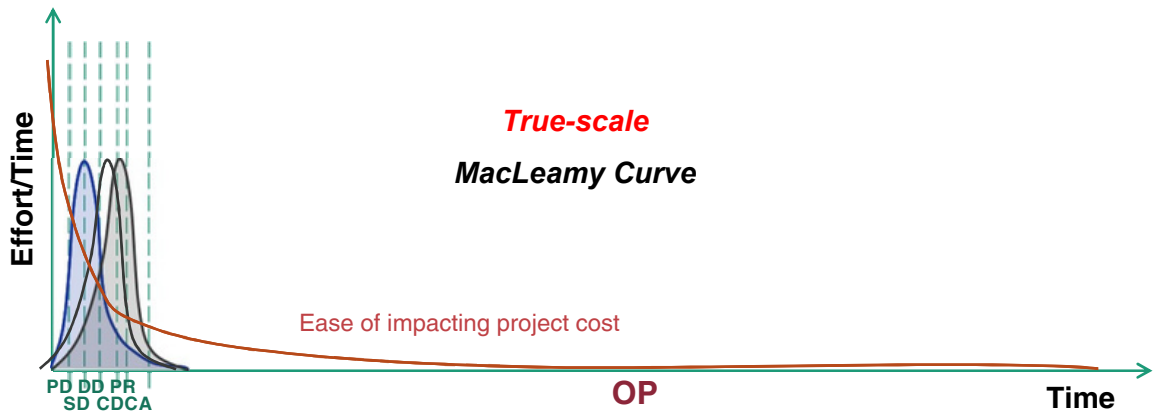 True-scale
MacLeamy Curve
Effort/Time
Ease of impacting project cost
PD DD PR
SD CDCA
OP
Time